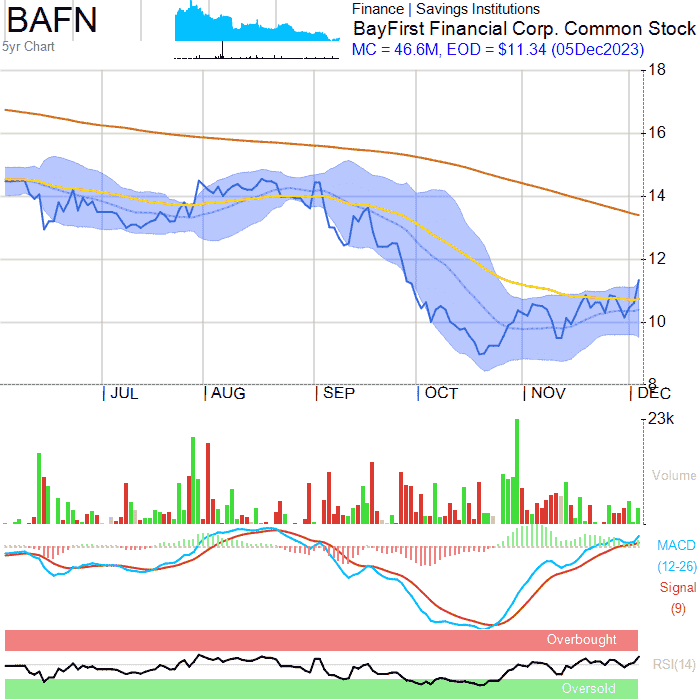 BAFN
5yr Chart
Finance | Savings Institutions
BayFirst Financial Corp. Common Stock
MC = 46.6M, EOD = $11.34 (05Dec2023)
18
16
14
12
10
8
JUL AUG SEP OCT NOV DEC
23k
Volume
MACD
(12-26)
Signal
(9)
Overbought
RSI(14)
Oversold